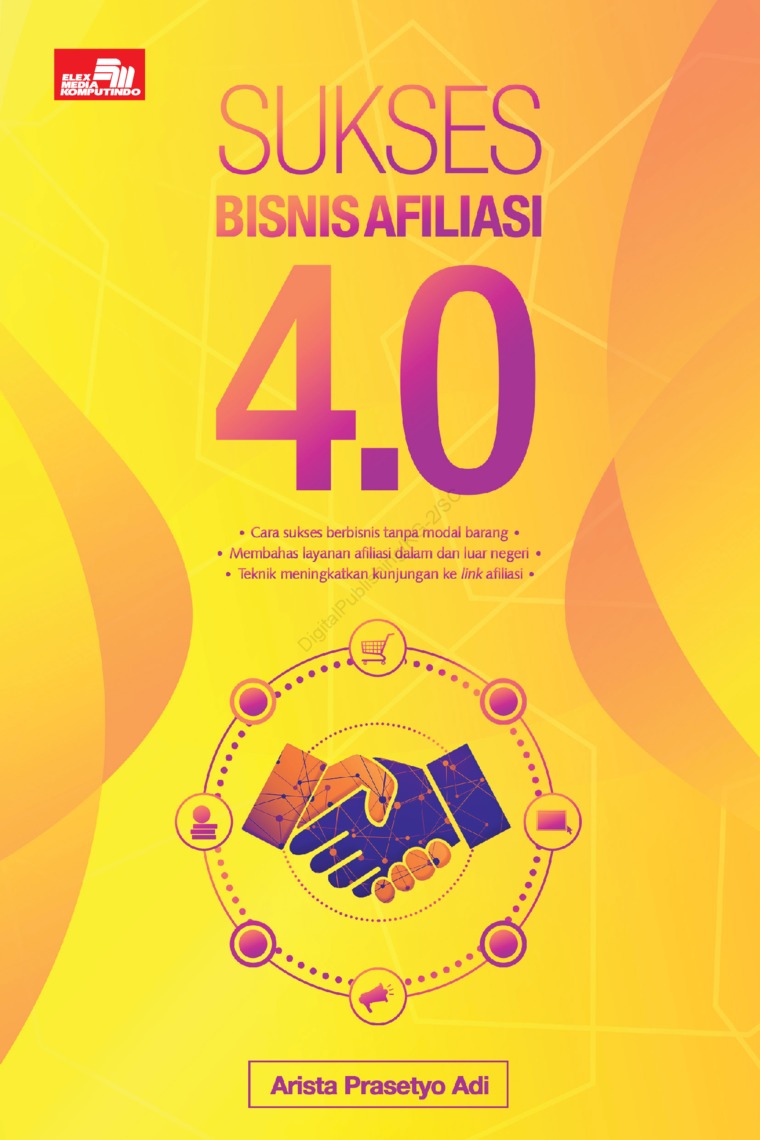 ELEX
MEDIA
KOMPUTINDO
SUKSES
BISNIS AFILIASI
4.0
• Cara sukses berbisnis tanpa modal barang •
• Membahas layanan afiliasi dalam dan luar negeri •
• Teknik meningkatkan kunjungan ke link afiliasi •
Arista Prasetyo Adi